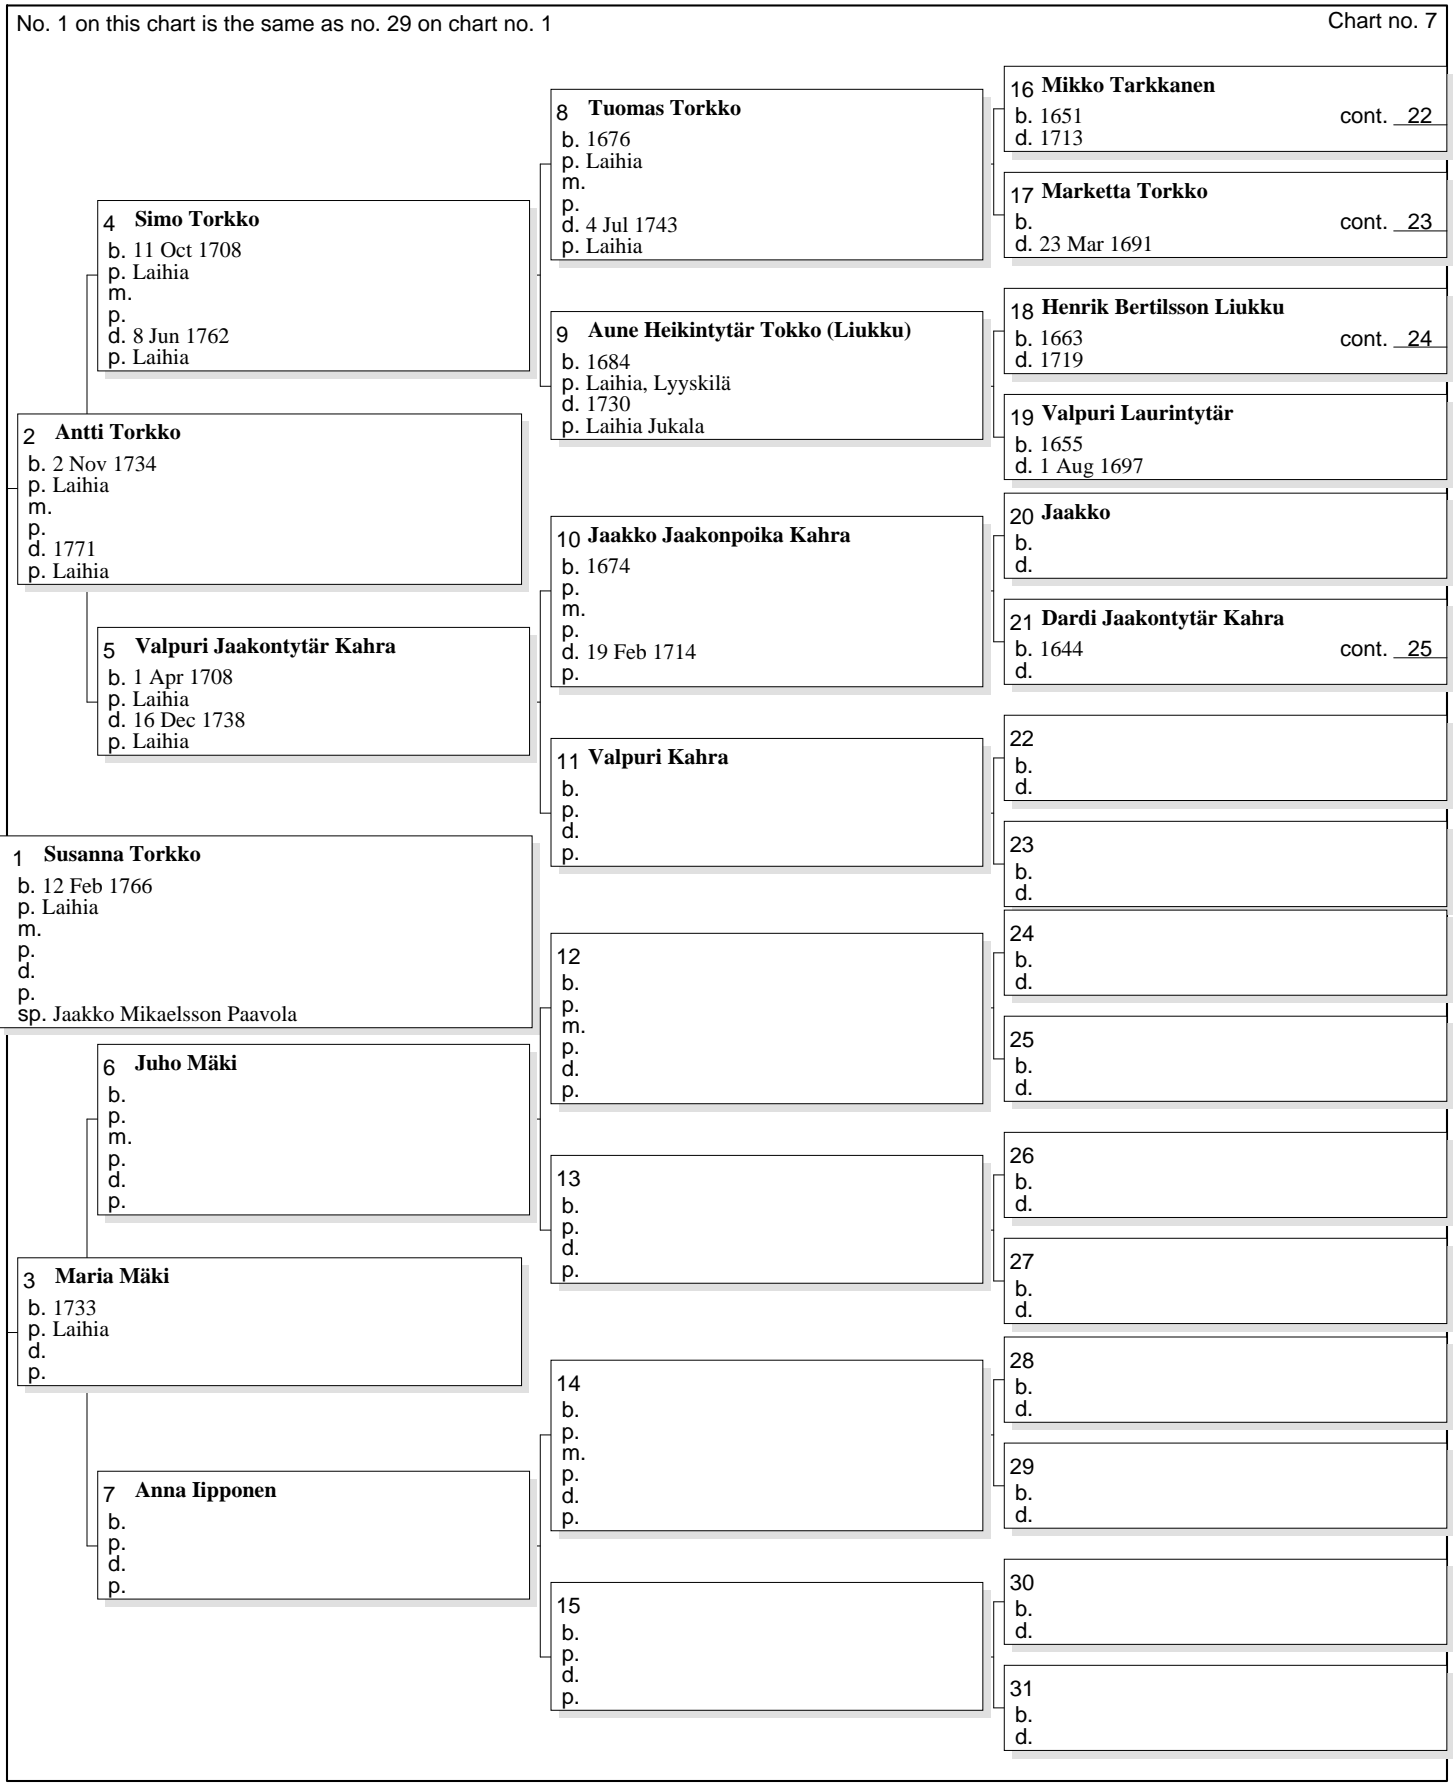 No. 1 on this chart is the same as no. 29 on chart no. 1
Chart no. 7
16 Mikko Tarkkanen
b. 1651 cont. 22
d. 1713
8 Tuomas Torkko
b. 1676
p. Laihia
m.
p.
d. 4 Jul 1743
p. Laihia
17 Marketta Torkko
b. cont. 23
d. 23 Mar 1691
4 Simo Torkko
b. 11 Oct 1708
p. Laihia
m.
p.
d. 8 Jun 1762
p. Laihia
18 Henrik Bertilsson Liukku
b. 1663 cont. 24
d. 1719
9 Aune Heikintytär Tokko (Liukku)
b. 1684
p. Laihia, Lyyskilä
d. 1730
p. Laihia Jukala
19 Valpuri Laurintytär
b. 1655
d. 1 Aug 1697
2 Antti Torkko
b. 2 Nov 1734
p. Laihia
m.
p.
d. 1771
p. Laihia
20 Jaakko
b.
d.
10 Jaakko Jaakonpoika Kahra
b. 1674
p.
m.
p.
d. 19 Feb 1714
p.
21 Dardi Jaakontytär Kahra
b. 1644 cont. 25
d.
5 Valpuri Jaakontytär Kahra
b. 1 Apr 1708
p. Laihia
d. 16 Dec 1738
p. Laihia
22
b.
d.
11 Valpuri Kahra
b.
p.
d.
p.
23
b.
d.
1 Susanna Torkko
b. 12 Feb 1766
p. Laihia
m.
p.
d.
p.
sp. Jaakko Mikaelsson Paavola
24
b.
d.
12
b.
p.
m.
p.
d.
p.
25
b.
d.
6 Juho Mäki
b.
p.
m.
p.
d.
p.
26
b.
d.
13
b.
p.
d.
p.
27
b.
d.
3 Maria Mäki
b. 1733
p. Laihia
d.
p.
28
b.
d.
14
b.
p.
m.
p.
d.
p.
29
b.
d.
7 Anna Iipponen
b.
p.
d.
p.
30
b.
d.
15
b.
p.
d.
p.
31
b.
d.